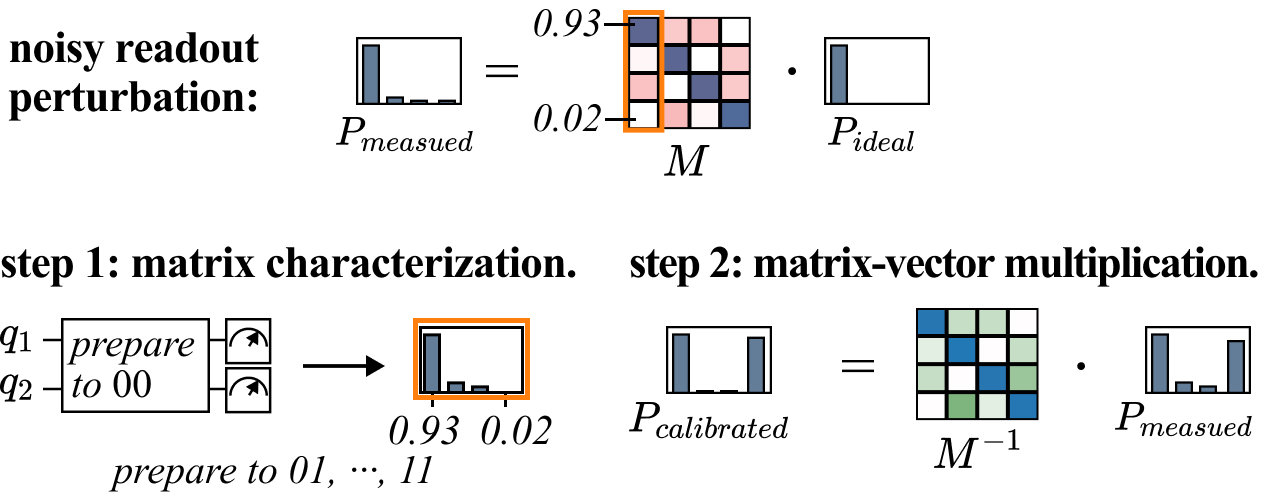 noisy readout
perturbation:
0.93
0.02
=
·
P_{measued}
M
P_{ideal}
step 1: matrix characterization.
q_1
q_2
prepare
to 00
0.93 0.02
prepare to 01, ···, 11
step 2: matrix-vector multiplication.
=
·
P_{calibrated}
M^{-1}
P_{measued}